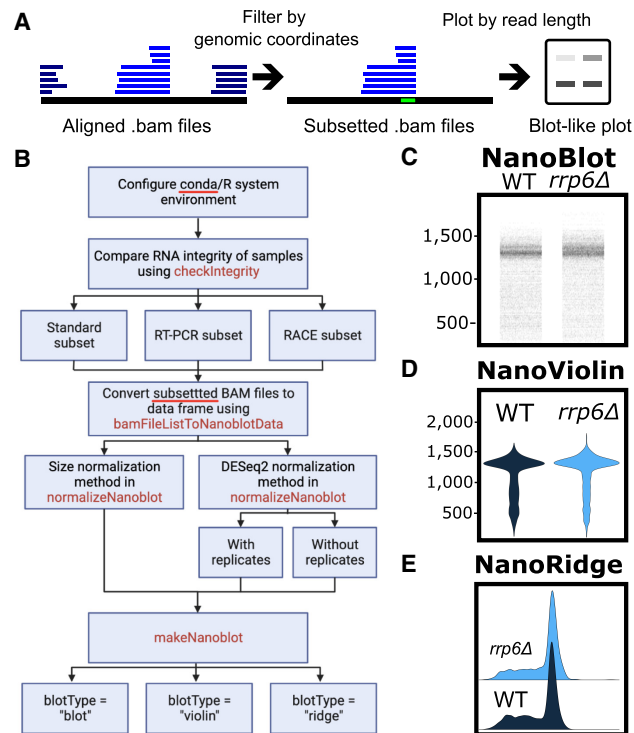 A
Filter by
genomic coordinates
Plot by read length
Aligned .bam files
Subsetted .bam files
Blot-like plot
B
Configure conda/R system
environment
Compare RNA integrity of samples
using checkIntegrity
Standard
subset
RT-PCR subset
RACE subset
Convert subsettted BAM files to
data frame using
bamFileListToNanoblotData
Size normalization
method in
normalizeNanoblot
DESeq2 normalization
method in
normalizeNanoblot
With
replicates
Without
replicates
makeNanoblot
blotType =
"blot"
blotType =
"violin"
blotType =
"ridge"
C
NanoBlot
WT rrp6Δ
1,500-
1,000-
500-
D
NanoViolin
WT rrp6Δ
2,000-
1,500-
1,000-
500-
E
NanoRidge
rrp6Δ
WT